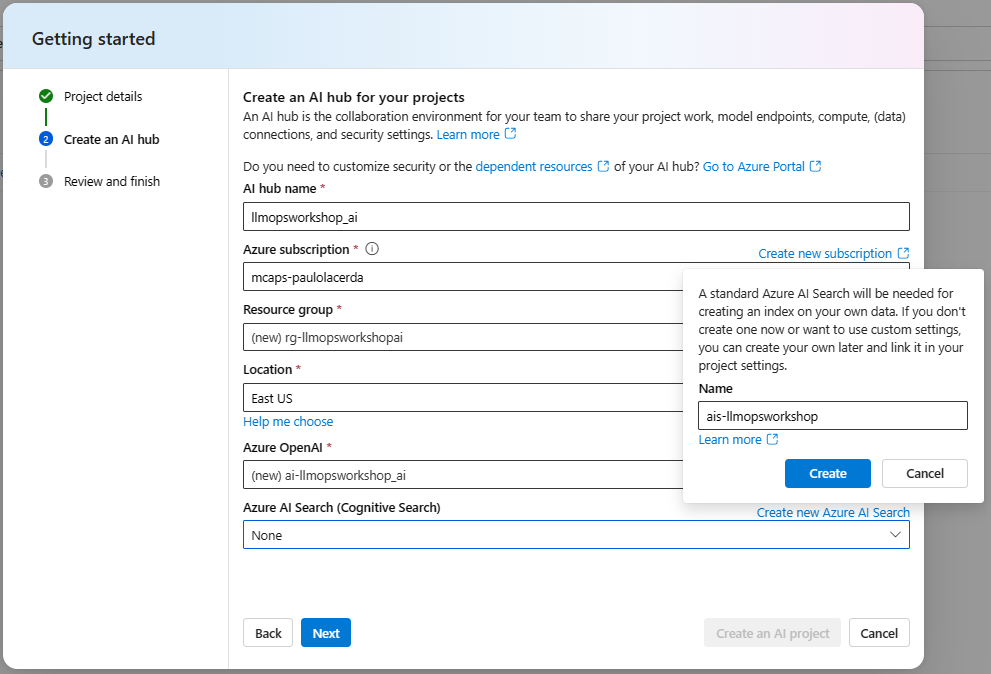 Getting started
Project details
2 Create an AI hub
3 Review and finish
Create an AI hub for your projects
An AI hub is the collaboration environment for your team to share your project work, model endpoints, compute, (data)
connections, and security settings. Learn more
Do you need to customize security or the dependent resources of your AI hub? Go to Azure Portal
AI hub name *
llmopsworkshop_ai
Azure subscription *
Create new subscription
mcaps-paulolacerda
Resource group *
(new) rg-llmopsworkshopai
Location *
East US
Help me choose
Azure OpenAI *
(new) ai-llmopsworkshop_ai
Azure AI Search (Cognitive Search)
Create new Azure AI Search
None
A standard Azure AI Search will be needed for
creating an index on your own data. If you don't
create one now or want to use custom settings,
you can create your own later and link it in your
project settings.
Name
ais-llmopsworkshop
Learn more
Create Cancel
Back Next Create an AI project Cancel